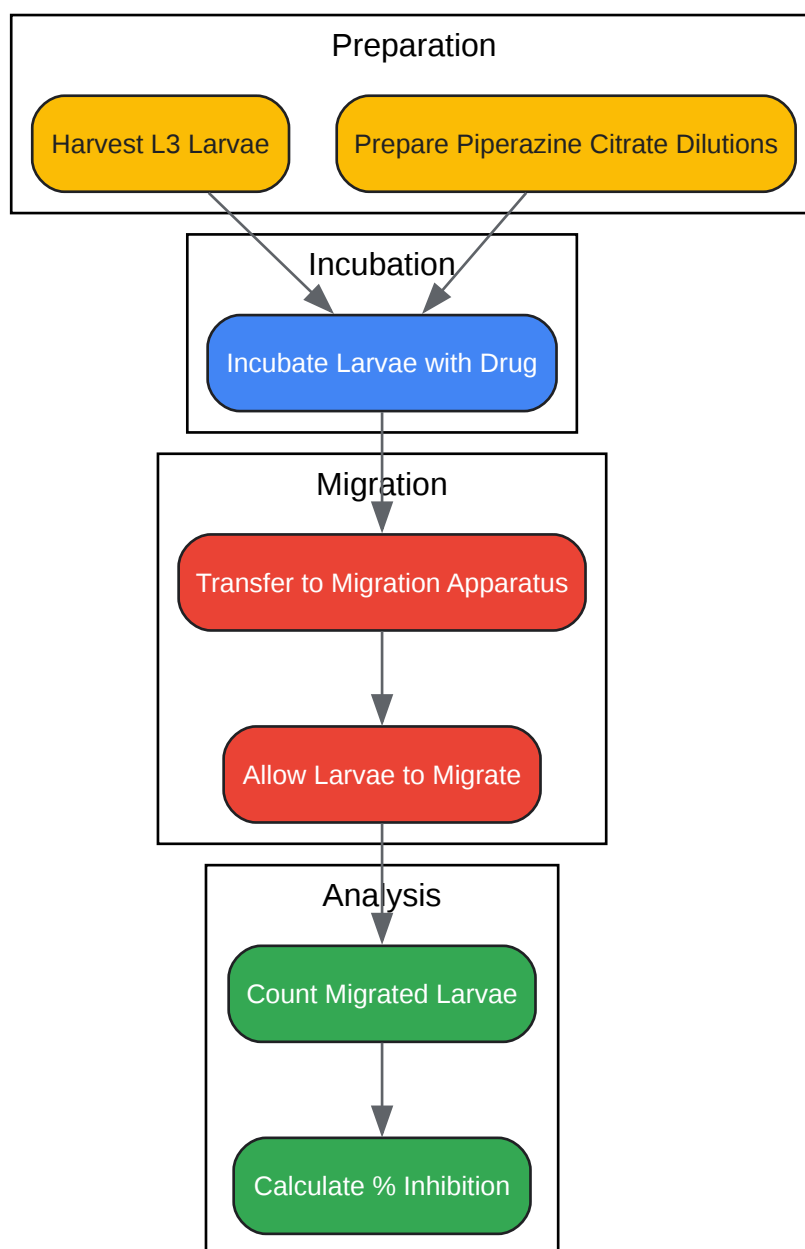 Preparation
Harvest L3 Larvae
Prepare Piperazine Citrate Dilutions
Incubation
Incubate Larvae with Drug
Migration
Transfer to Migration Apparatus
Allow Larvae to Migrate
Analysis
Count Migrated Larvae
Calculate % Inhibition